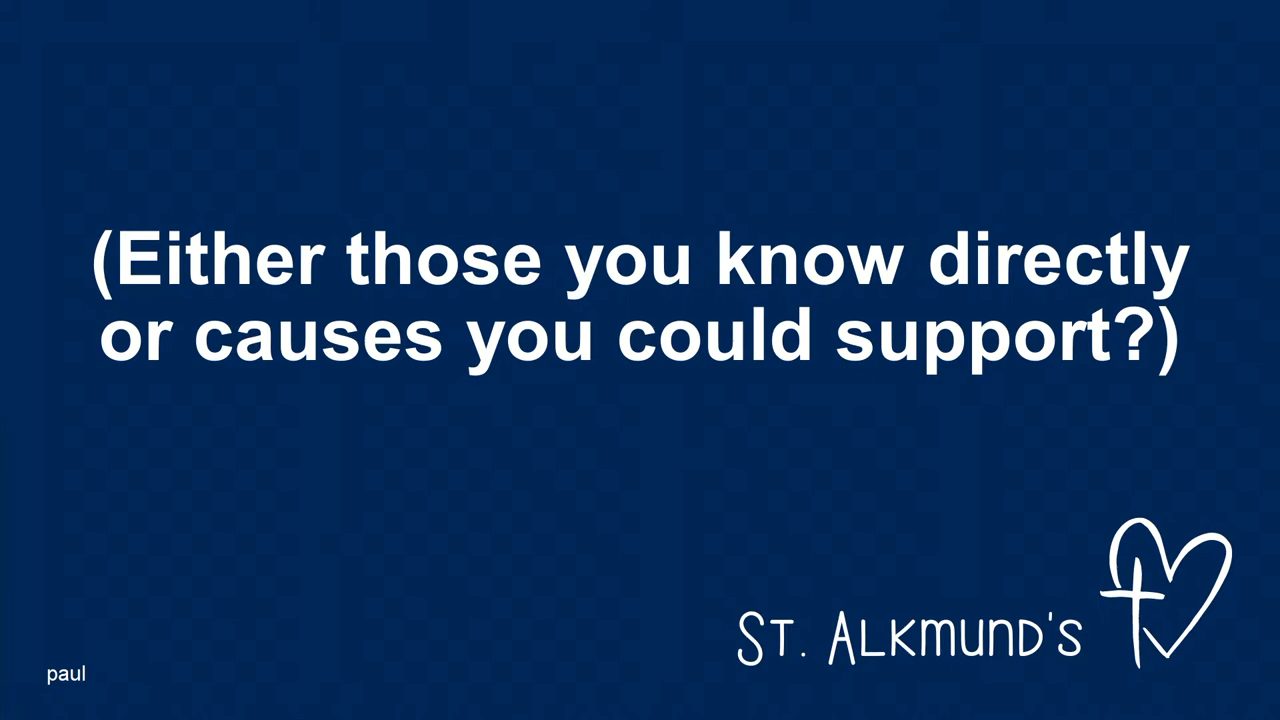 (Either those you know directly
or causes you could support?)
ST. ALKMUND'S
paul